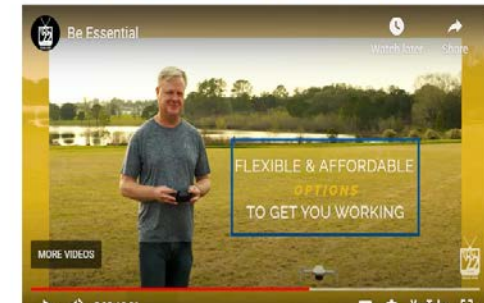 Be Essential
Watch later
Share
FLEXIBLE & AFFORDABLE
OPTIONS
TO GET YOU WORKING
MORE VIDEOS